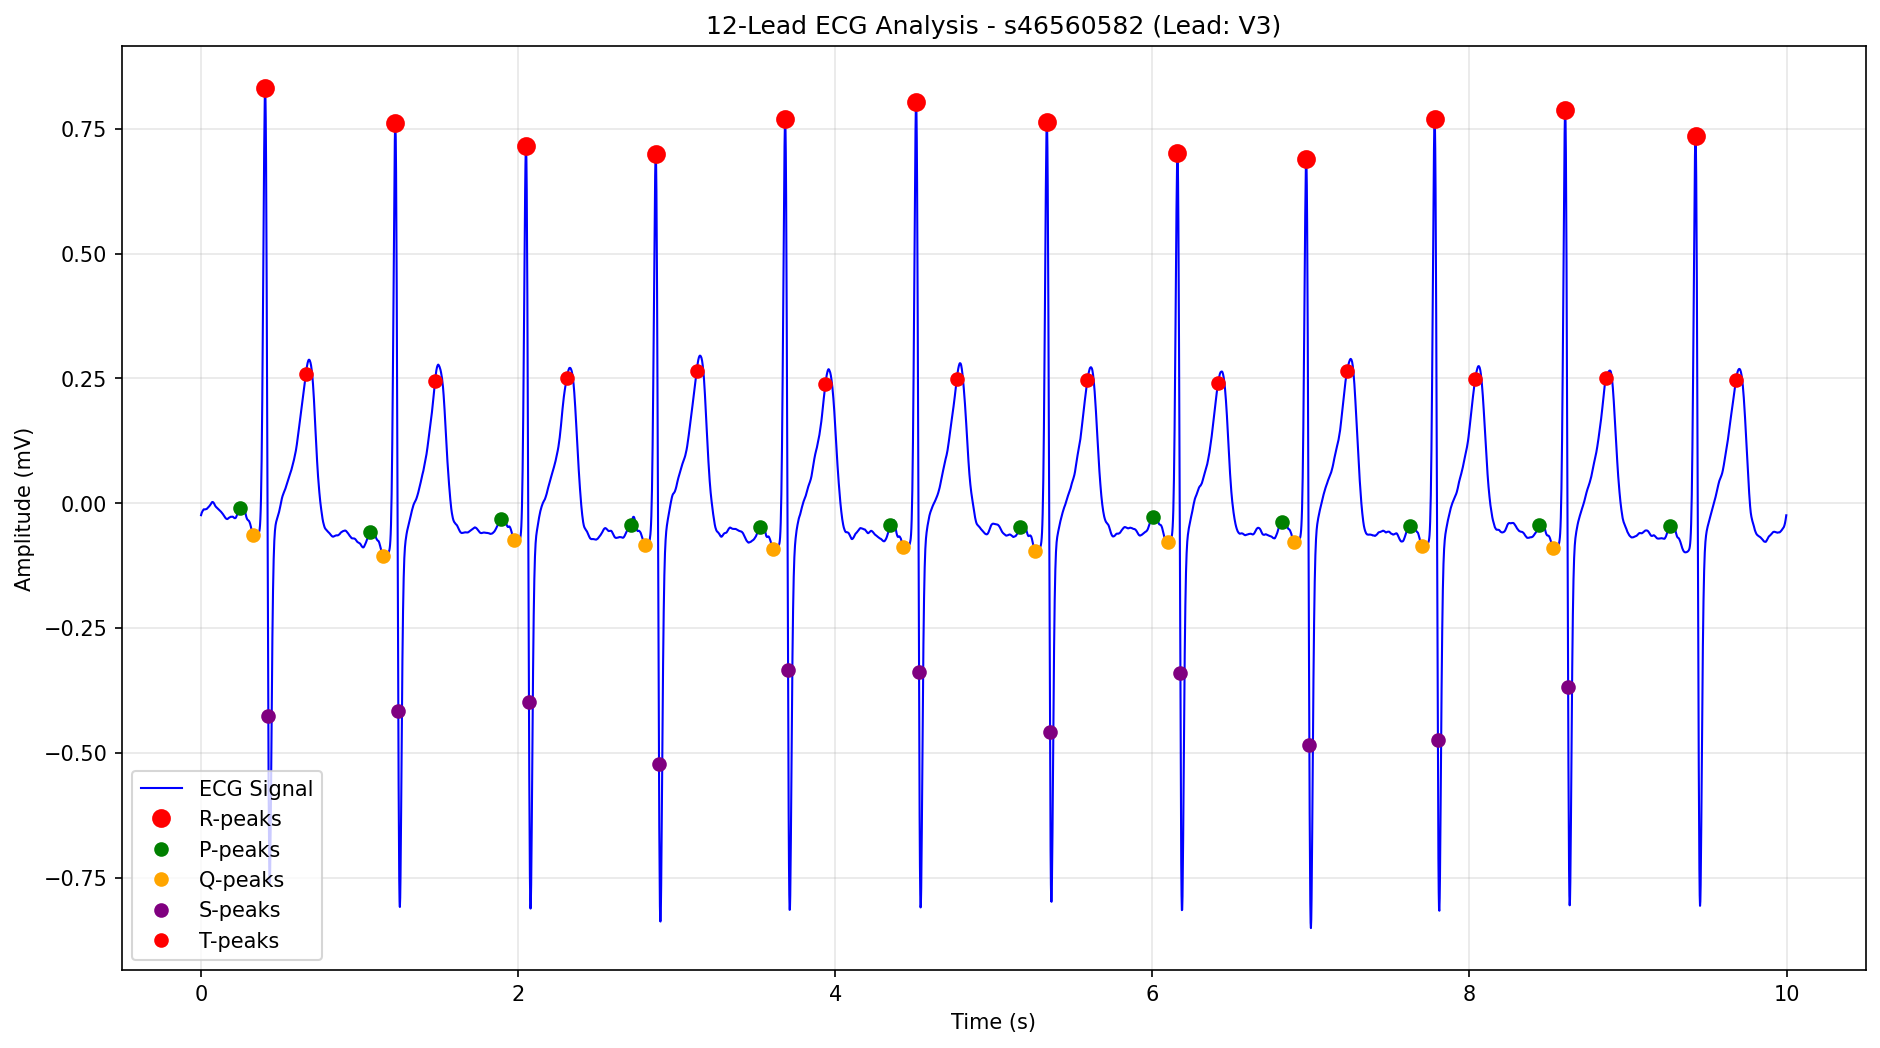 12-Lead ECG Analysis - s46560582 (Lead: V3)
Amplitude (mV)
0.75
0.50
0.25
0.00
−0.25
−0.50
−0.75
ECG Signal
R-peaks
P-peaks
Q-peaks
S-peaks
T-peaks
0 2 4 6 8 10
Time (s)